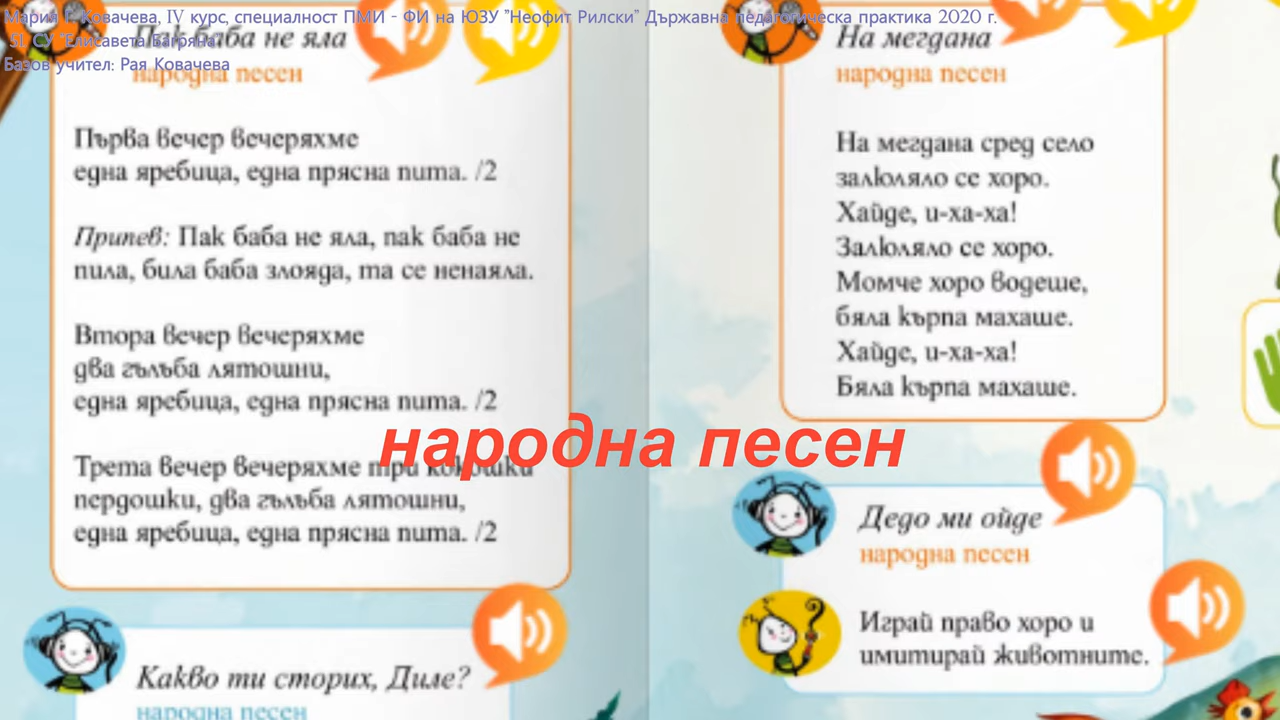 Мария Г. Ковачева, IV курс, специалност ПМИ - ФИ на ЮЗУ "Неофит Рилски" Държавна педагогическа практика 2020 г.
51 СУ "Елисавета Багряна"
Базов учител: Рая Ковачева
Пак баба не яла
народна песен
Първа вечер вечеряхме
една яребица, една прясна пита. /2
Припев: Пак баба не яла, пак баба не
пила, била баба злояда, та се ненаяла.
Втора вечер вечеряхме
два гълъба лятошни,
една яребица, една прясна пита. /2
Трета вечер вечеряхме три кокошки
пердошки, два гълъба лятошни,
една яребица, една прясна пита. /2
Какво ти сторих, Диле?
народна песен
На мегдана
народна песен
На мегдана сред село
залюляло се хоро.
Хайде, и-ха-ха!
Залюляло се хоро.
Момче хоро водеше,
бяла кърпа махаше.
Хайде, и-ха-ха!
Бяла кърпа махаше.
народна песен
Дедо ми ойде
народна песен
Играй право хоро и
имитирай животните.